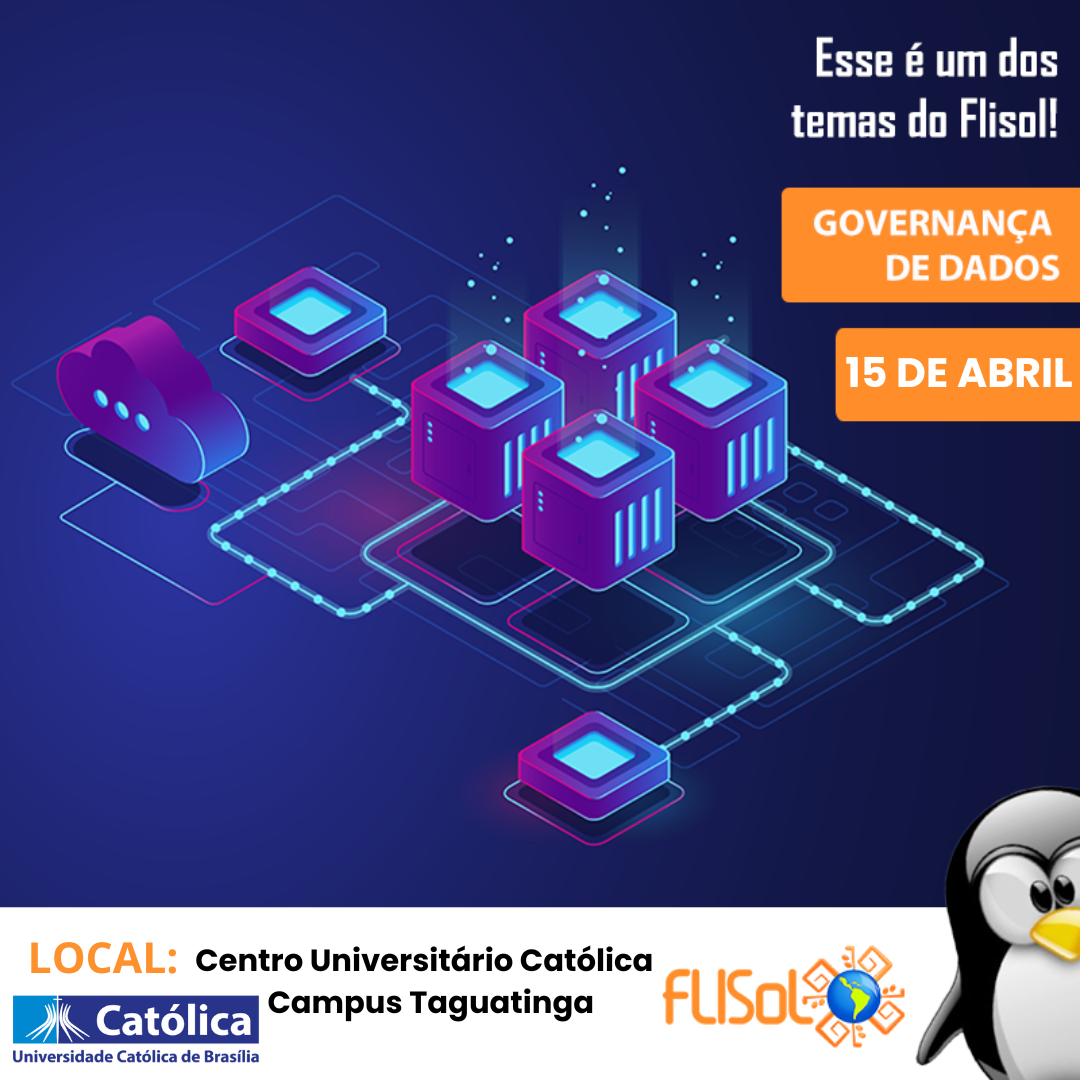 Esse é um dos
temas do Flisol!
GOVERNANÇA
DE DADOS
15 DE ABRIL
LOCAL: Centro Universitário Católica
Campus Taguatinga
Católica
Universidade Católica de Brasília
FLISoL